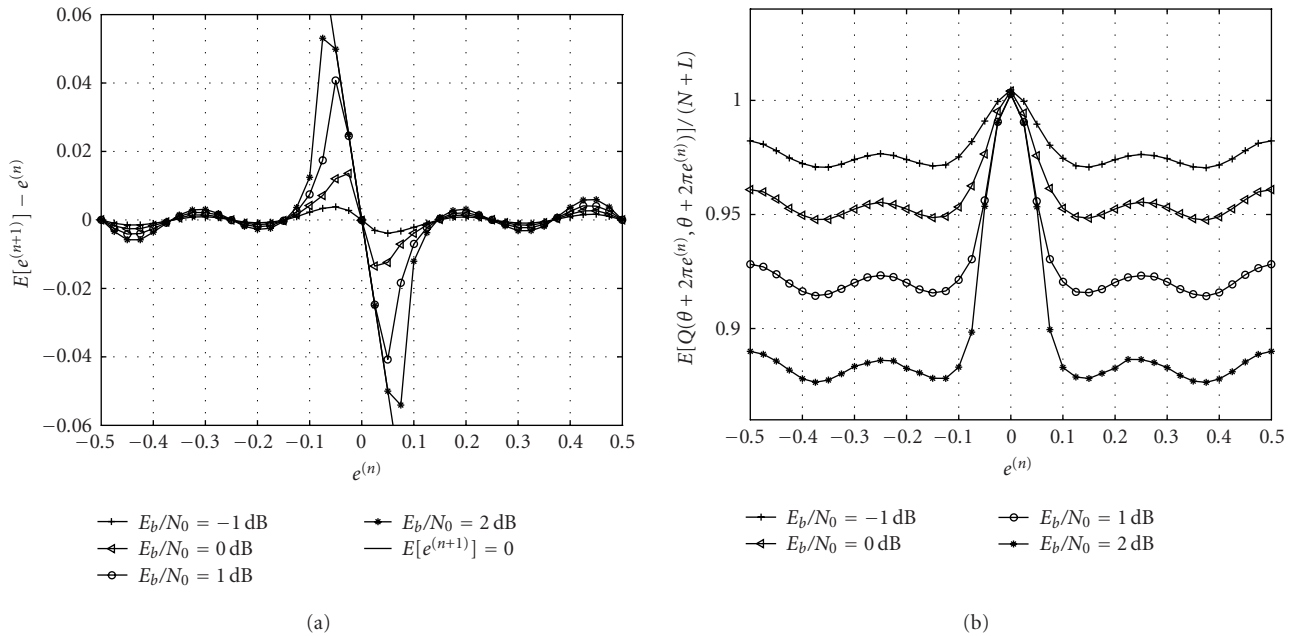 0.06
0.04
0.02
0
−0.02
−0.04
−0.06
E[e^(n+1)] − e^(n)
−0.5 −0.4 −0.3 −0.2 −0.1 0 0.1 0.2 0.3 0.4 0.5
e^(n)
E_b/N_0 = −1 dB
E_b/N_0 = 0 dB
E_b/N_0 = 1 dB
E_b/N_0 = 2 dB
E[e^(n+1)] = 0
(a)
1
0.95
0.9
E[Q(θ + 2πe^(n), θ + 2πe^(n))]/(N + L)
−0.5 −0.4 −0.3 −0.2 −0.1 0 0.1 0.2 0.3 0.4 0.5
e^(n)
E_b/N_0 = −1 dB
E_b/N_0 = 0 dB
E_b/N_0 = 1 dB
E_b/N_0 = 2 dB
(b)